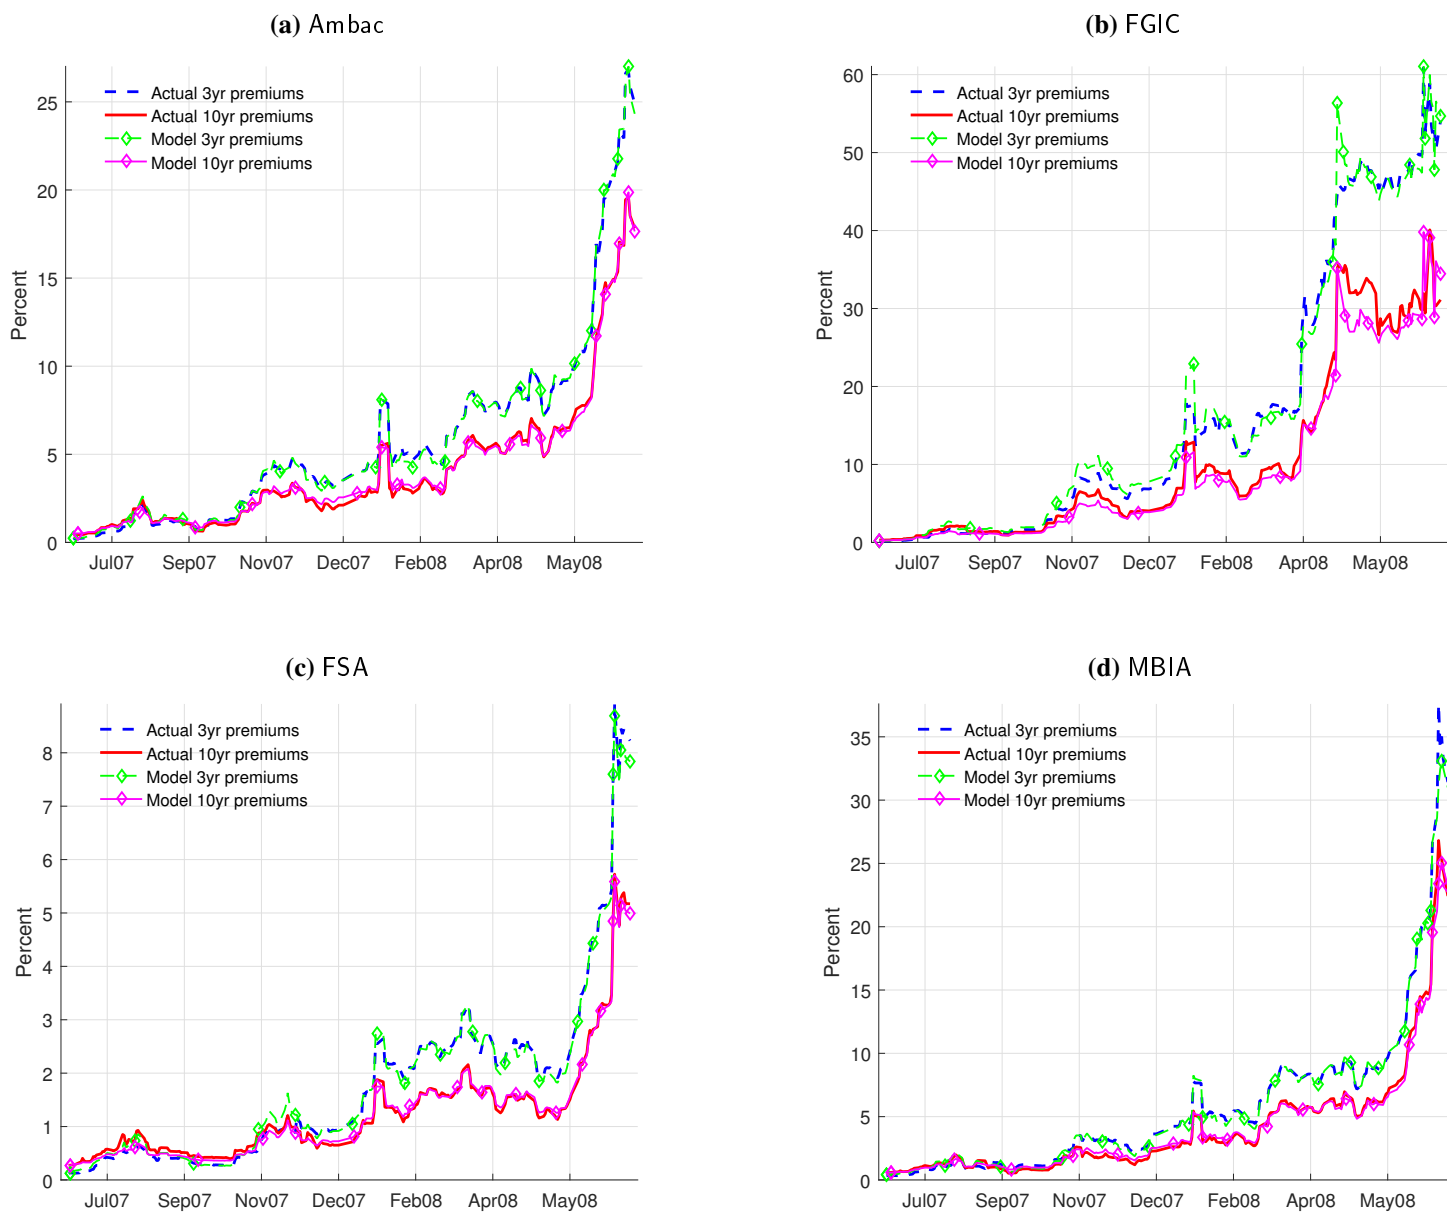 (a) Ambac
Actual 3yr premiums
Actual 10yr premiums
Model 3yr premiums
Model 10yr premiums
Percent
25
20
15
10
5
0
Jul07 Sep07 Nov07 Dec07 Feb08 Apr08 May08
(b) FGIC
Actual 3yr premiums
Actual 10yr premiums
Model 3yr premiums
Model 10yr premiums
Percent
60
50
40
30
20
10
0
Jul07 Sep07 Nov07 Dec07 Feb08 Apr08 May08
(c) FSA
Actual 3yr premiums
Actual 10yr premiums
Model 3yr premiums
Model 10yr premiums
Percent
8
7
6
5
4
3
2
1
0
Jul07 Sep07 Nov07 Dec07 Feb08 Apr08 May08
(d) MBIA
Actual 3yr premiums
Actual 10yr premiums
Model 3yr premiums
Model 10yr premiums
Percent
35
30
25
20
15
10
5
0
Jul07 Sep07 Nov07 Dec07 Feb08 Apr08 May08